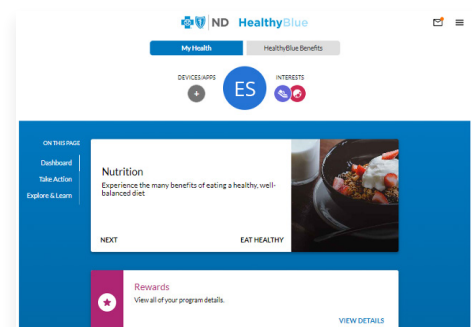 ND HealthyBlue
My Health
HealthyBlue Benefits
DEVICES/APPS
ES
INTERESTS
ON THIS PAGE
Dashboard
Take Action
Explore & Learn
Nutrition
Experience the many benefits of eating a healthy, well-
balanced diet
NEXT
EAT HEALTHY
Rewards
View all of your program details.
VIEW DETAILS